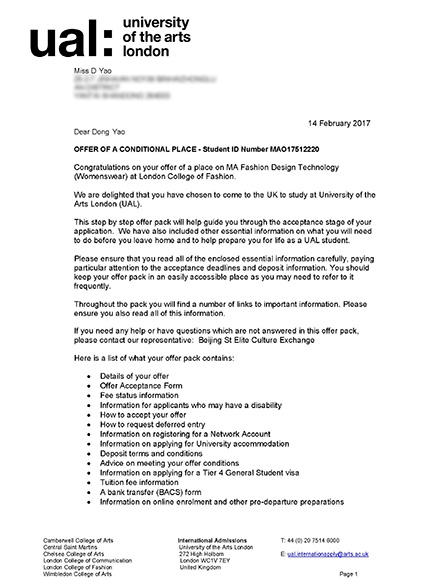 ual: university
of the arts
london
Miss D Yao
14 February 2017
Dear Dong Yao
OFFER OF A CONDITIONAL PLACE - Student ID Number MAO17512220
Congratulations on your offer of a place on MA Fashion Design Technology
(Womenswear) at London College of Fashion.
We are delighted that you have chosen to come to the UK to study at University of the
Arts London (UAL).
This step by step offer pack will help guide you through the acceptance stage of your
application.  We have also included other essential information on what you will need
to do before you leave home and to help prepare you for life as a UAL student.
Please ensure that you read all of the enclosed essential information carefully, paying
particular attention to the acceptance deadlines and deposit information. You should
keep your offer pack in an easily accessible place as you may need to refer to it
frequently.
Throughout the pack you will find a number of links to important information. Please
ensure you also read all of this information.
If you need any help or have questions which are not answered in this offer pack,
please contact our representative:  Beijing St Elite Culture Exchange
Here is a list of what your offer pack contains:
• Details of your offer
• Offer Acceptance Form
• Fee status information
• Information for applicants who may have a disability
• How to accept your offer
• How to request deferred entry
• Information on registering for a Network Account
• Information on applying for University accommodation
• Deposit terms and conditions
• Advice on meeting your offer conditions
• Information on applying for a Tier 4 General Student visa
• Tuition fee information
• A bank transfer (BACS) form
• Information on online enrolment and other pre-departure preparations
Camberwell College of Arts
Central Saint Martins
Chelsea College of Arts
London College of Communication
London College of Fashion
Wimbledon College of Arts
International Admissions
University of the Arts London
272 High Holborn
London WC1V 7EY
United Kingdom
T: 44 (0) 20 7514 6000
E: ual.internationapply@arts.ac.uk
Page 1